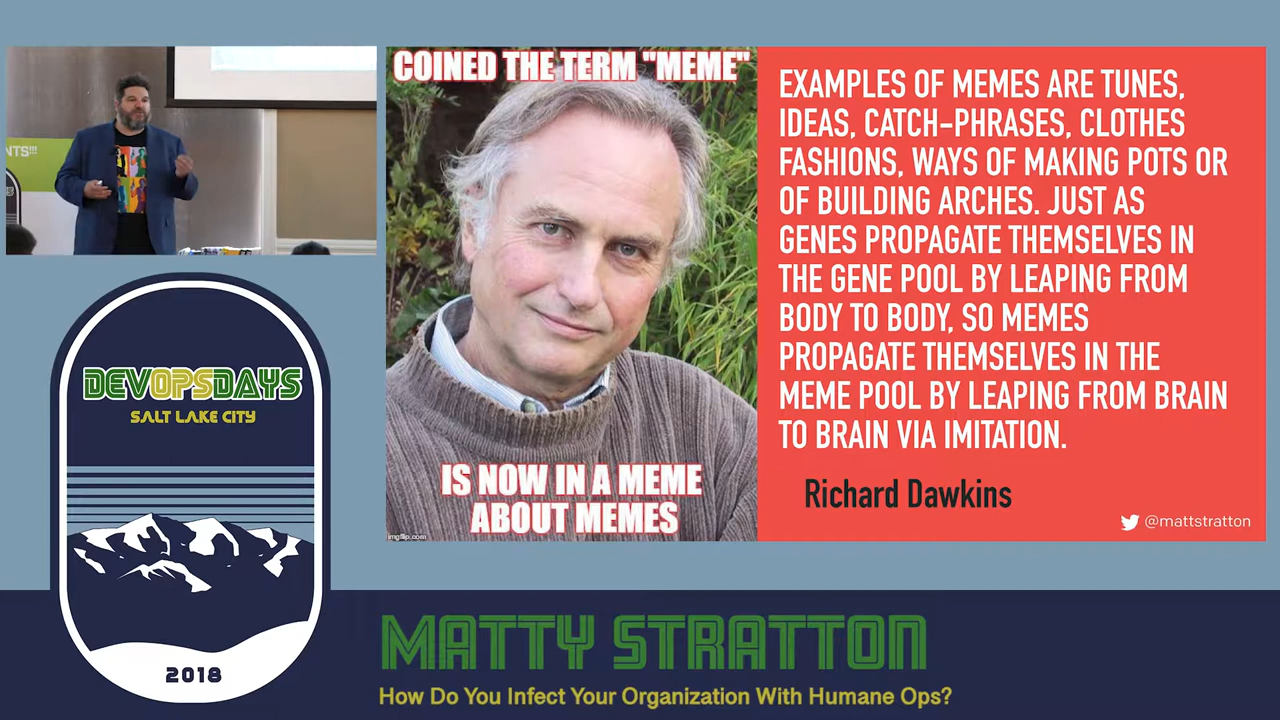 NTS!!!
COINED THE TERM "MEME"
IS NOW IN A MEME
ABOUT MEMES
imgflip.com
EXAMPLES OF MEMES ARE TUNES,
IDEAS, CATCH-PHRASES, CLOTHES
FASHIONS, WAYS OF MAKING POTS OR
OF BUILDING ARCHES. JUST AS
GENES PROPAGATE THEMSELVES IN
THE GENE POOL BY LEAPING FROM
BODY TO BODY, SO MEMES
PROPAGATE THEMSELVES IN THE
MEME POOL BY LEAPING FROM BRAIN
TO BRAIN VIA IMITATION.
Richard Dawkins
@mattstratton
DEVOPSDAYS
SALT LAKE CITY
2018
MATTY STRATTON
How Do You Infect Your Organization With Humane Ops?